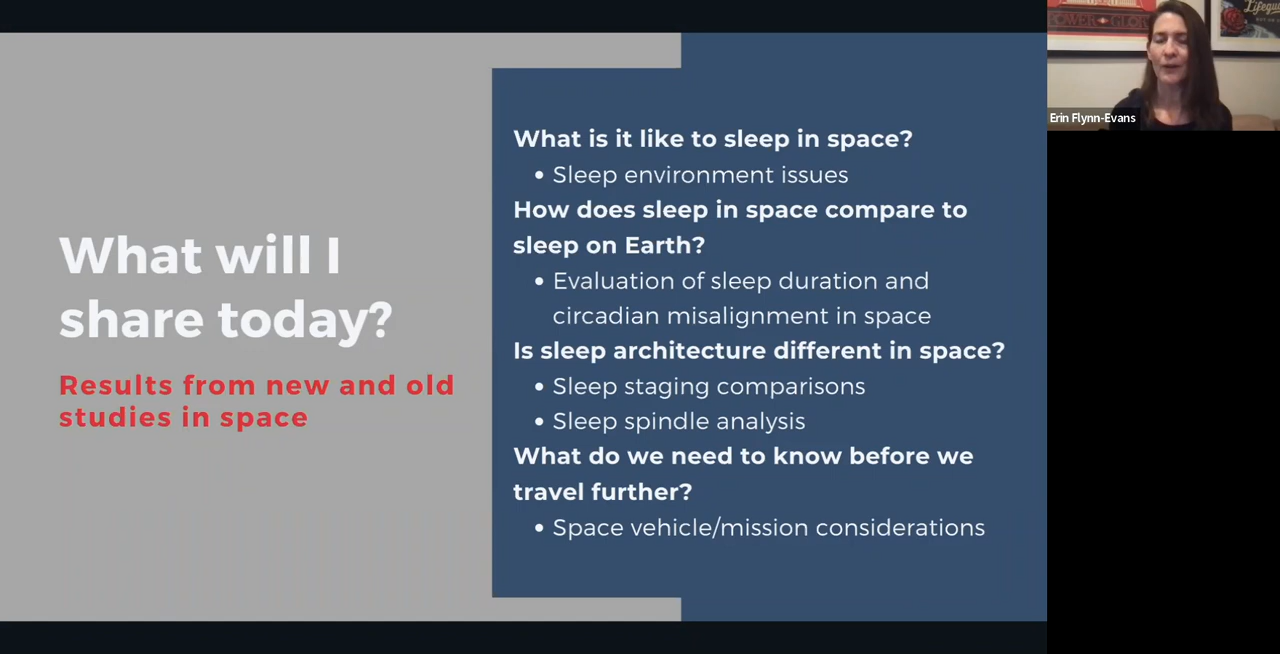 What will I
share today?
Results from new and old
studies in space
What is it like to sleep in space?
• Sleep environment issues
How does sleep in space compare to
sleep on Earth?
• Evaluation of sleep duration and
circadian misalignment in space
Is sleep architecture different in space?
• Sleep staging comparisons
• Sleep spindle analysis
What do we need to know before we
travel further?
• Space vehicle/mission considerations
POWER
GLORY
Lifeguard
Erin Flynn-Evans